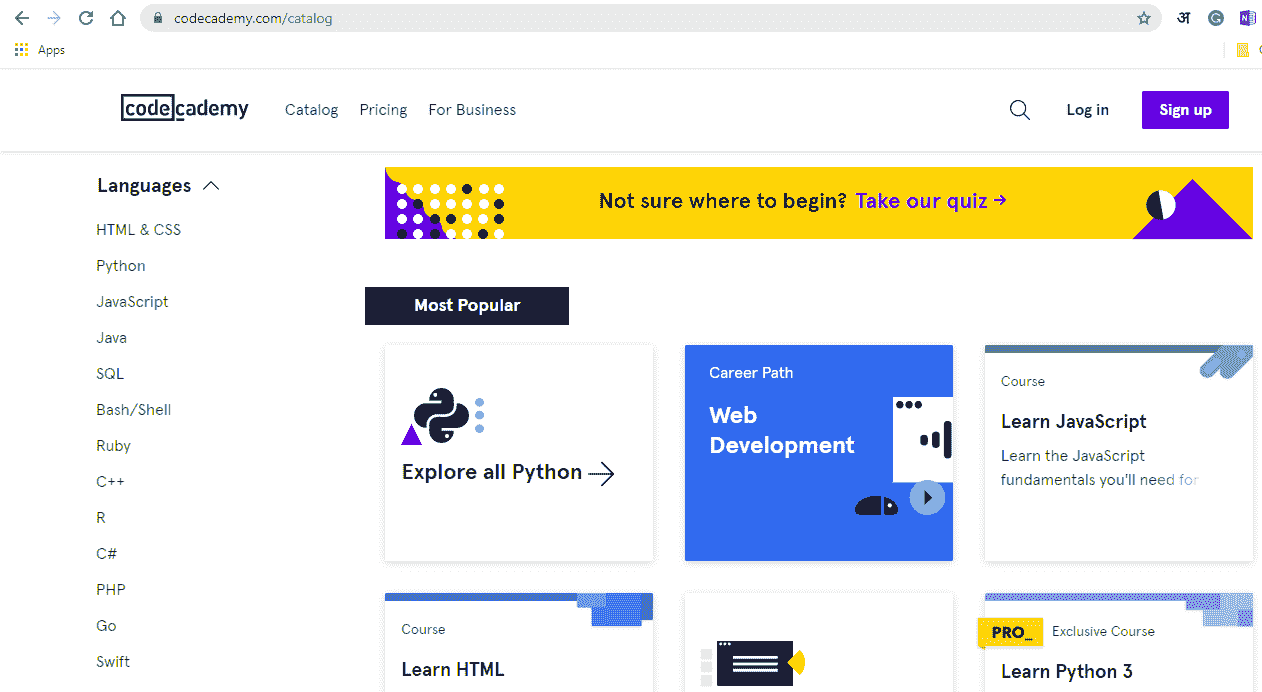 codecademy.com/catalog
अ
G
N
Apps
codecademy
Catalog
Pricing
For Business
Log in
Sign up
Languages
HTML & CSS
Python
JavaScript
Java
SQL
Bash/Shell
Ruby
C++
R
C#
PHP
Go
Swift
Not sure where to begin? Take our quiz →
Most Popular
Explore all Python
Career Path
Web
Development
Course
Learn JavaScript
Learn the JavaScript
fundamentals you'll need for
Course
Learn HTML
PRO_ Exclusive Course
Learn Python 3